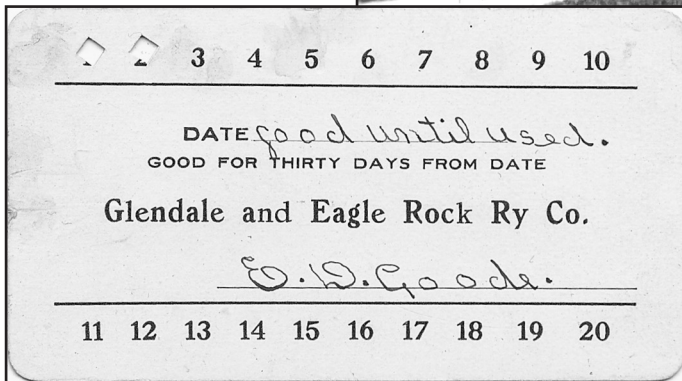 3 4 5 6 7 8 9 10
DATE good until used.
GOOD FOR THIRTY DAYS FROM DATE
Glendale and Eagle Rock Ry Co.
E. D. Goode.
11 12 13 14 15 16 17 18 19 20